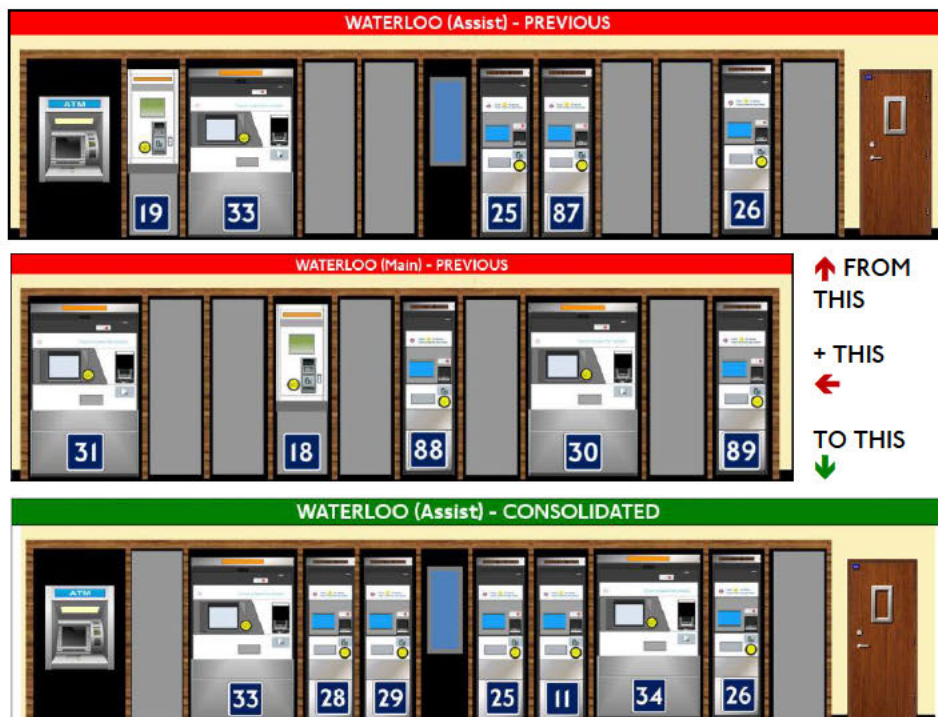 WATERLOO (Assist) - PREVIOUS
ATM
19
33
25
87
26
WATERLOO (Main) - PREVIOUS
31
18
88
30
89
FROM
THIS
+ THIS
TO THIS
WATERLOO (Assist) - CONSOLIDATED
ATM
33
28
29
25
11
34
26